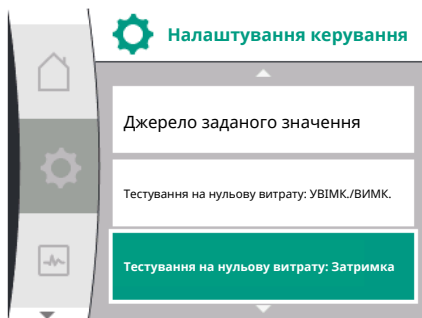 Налаштування керування
Джерело заданого значення
Тестування на нульову витрату: УВІМК./ВИМК.
Тестування на нульову витрату: Затримка